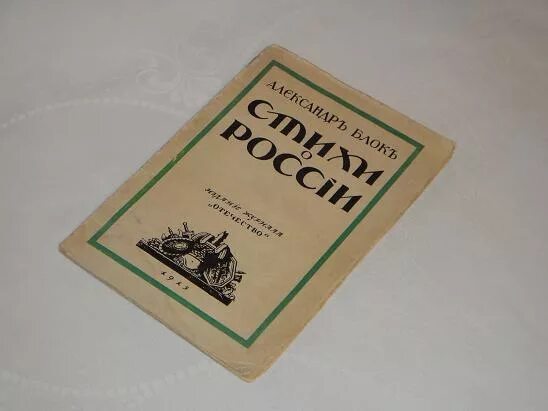 АЛЕКСАНДРЪ БЛОКЪ
СТИХИ
О
РОССІИ
ИЗДАНІЕ ЖУРНАЛА
„ОТЕЧЕСТВО“
1915